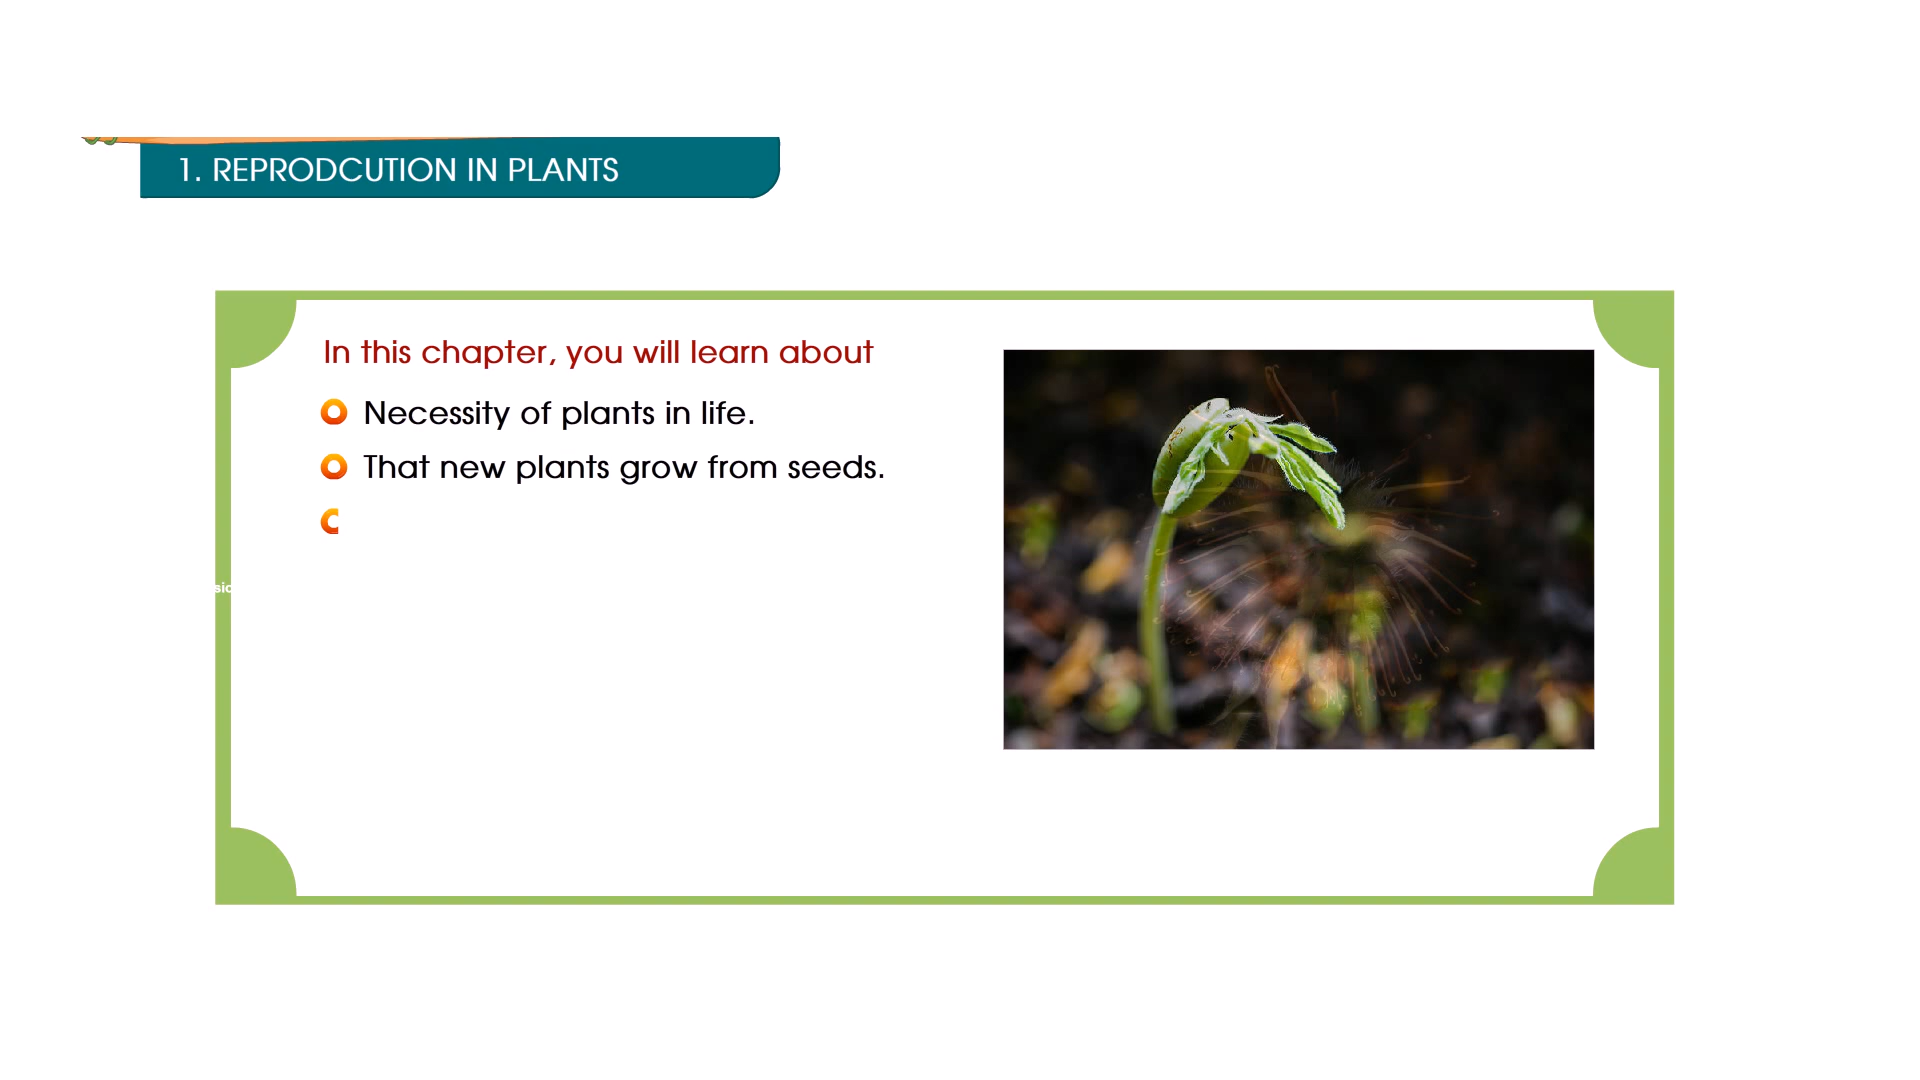 1. REPRODCUTION IN PLANTS
In this chapter, you will learn about
Necessity of plants in life.
That new plants grow from seeds.